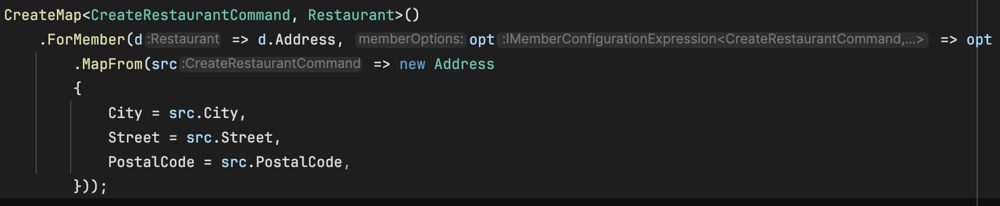 CreateMap<CreateRestaurantCommand, Restaurant>()
.ForMember(d :Restaurant => d.Address, memberOptions: opt :IMemberConfigurationExpression<CreateRestaurantCommand,...> => opt
.MapFrom(src :CreateRestaurantCommand => new Address
{
City = src.City,
Street = src.Street,
PostalCode = src.PostalCode,
}));